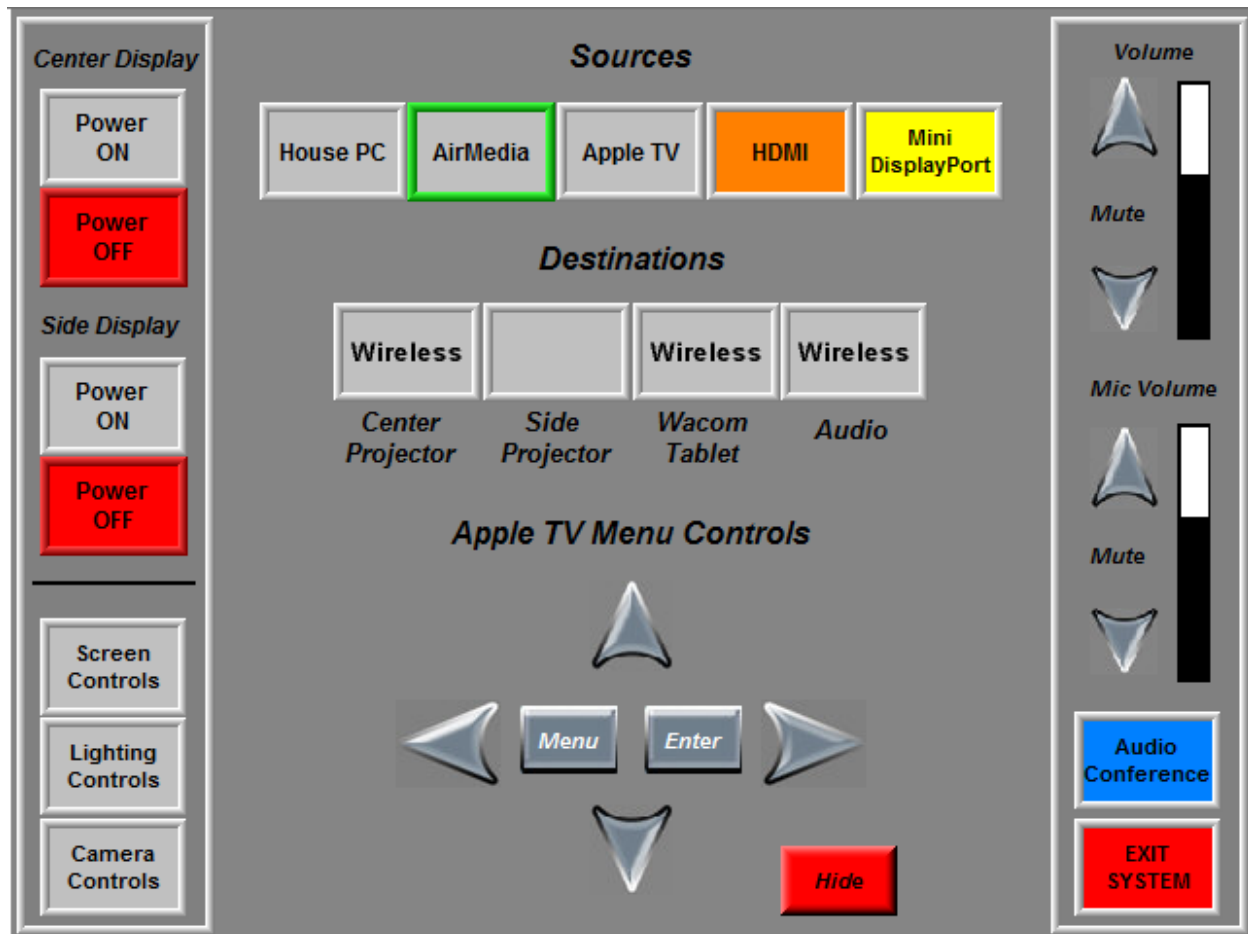 Center Display
Power
ON
Power
OFF
Side Display
Power
ON
Power
OFF
Screen
Controls
Lighting
Controls
Camera
Controls
Sources
House PC
AirMedia
Apple TV
HDMI
Mini
DisplayPort
Destinations
Wireless
Wireless
Wireless
Center
Projector
Side
Projector
Wacom
Tablet
Audio
Apple TV Menu Controls
Menu
Enter
Hide
Volume
Mute
Mic Volume
Mute
Audio
Conference
EXIT
SYSTEM